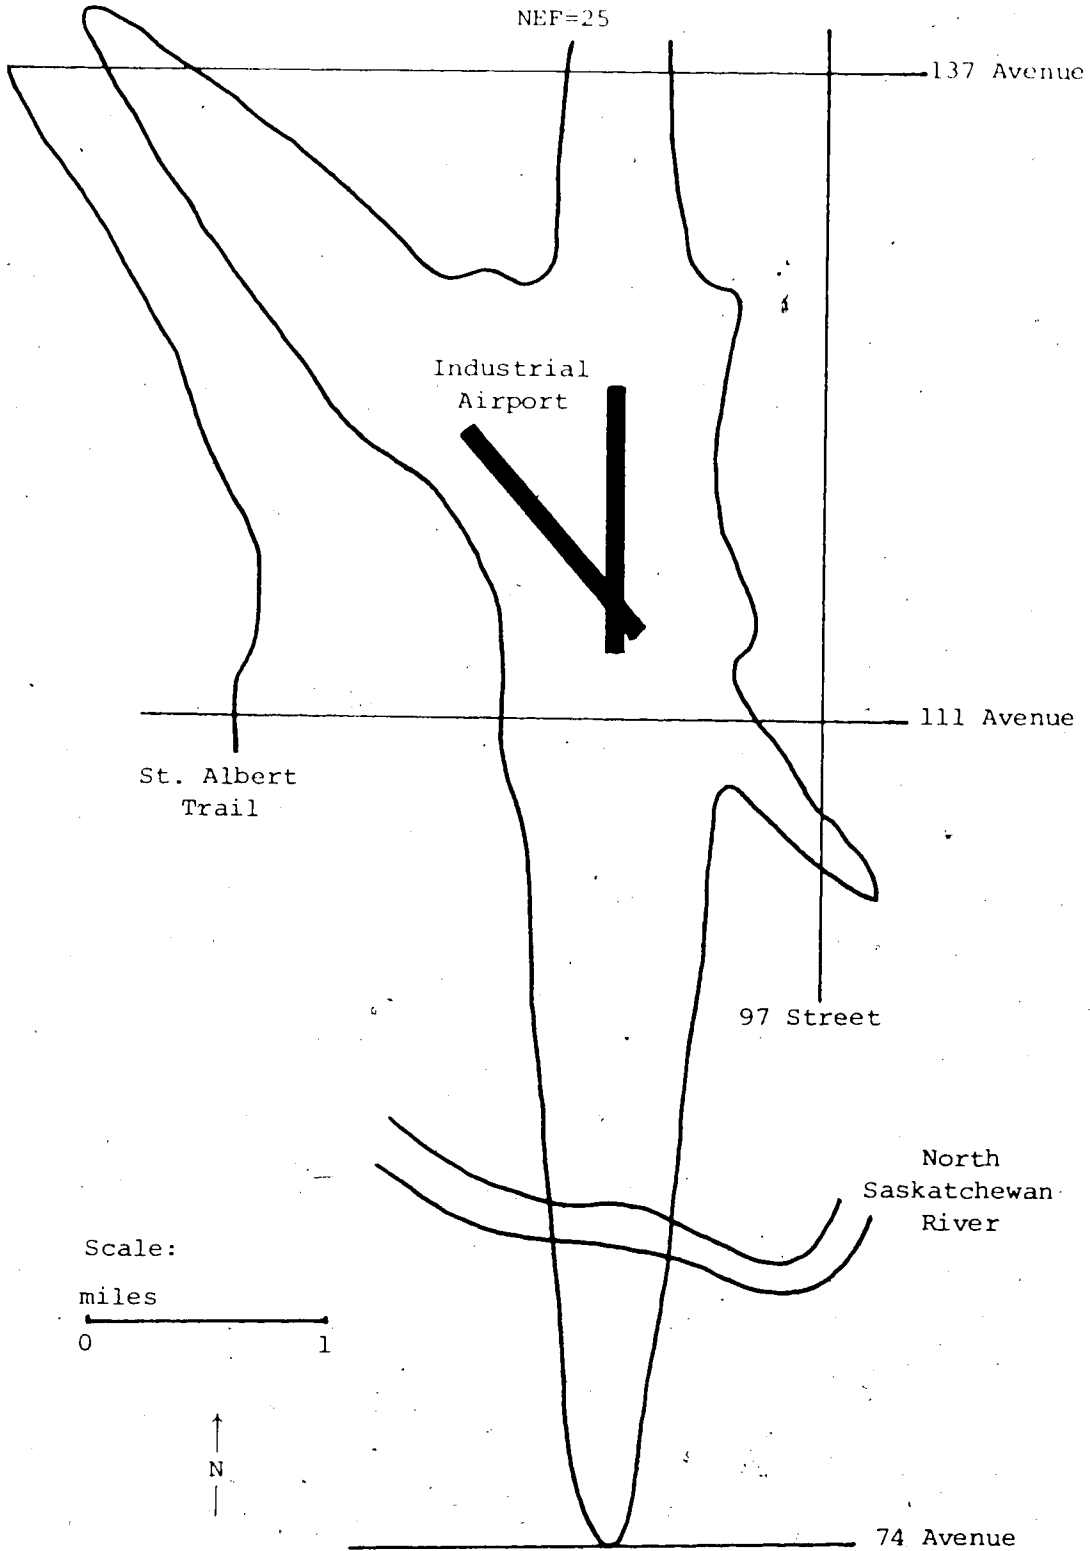 NEF=25
137 Avenue
Industrial
Airport
111 Avenue
St. Albert
Trail
97 Street
North
Saskatchewan
River
Scale:
miles
0 1
N
74 Avenue